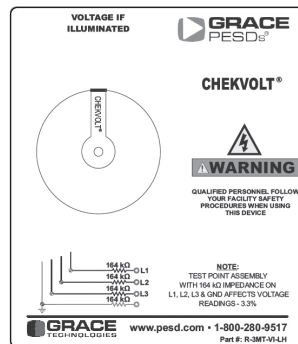 VOLTAGE IF
ILLUMINATED
GRACE
PESDs®
CHEKVOLT®
CHEKVOLT®
WARNING
QUALIFIED PERSONNEL FOLLOW
YOUR FACILITY SAFETY
PROCEDURES WHEN USING
THIS DEVICE
164 kΩ
L1
164 kΩ
L2
164 kΩ
L3
164 kΩ
NOTE:
TEST POINT ASSEMBLY
WITH 164 kΩ IMPEDANCE ON
L1, L2, L3 & GND AFFECTS VOLTAGE
READINGS - 3.3%
GRACE
TECHNOLOGIES
www.pesd.com • 1-800-280-9517
Part #: R-3MT-VI-LH